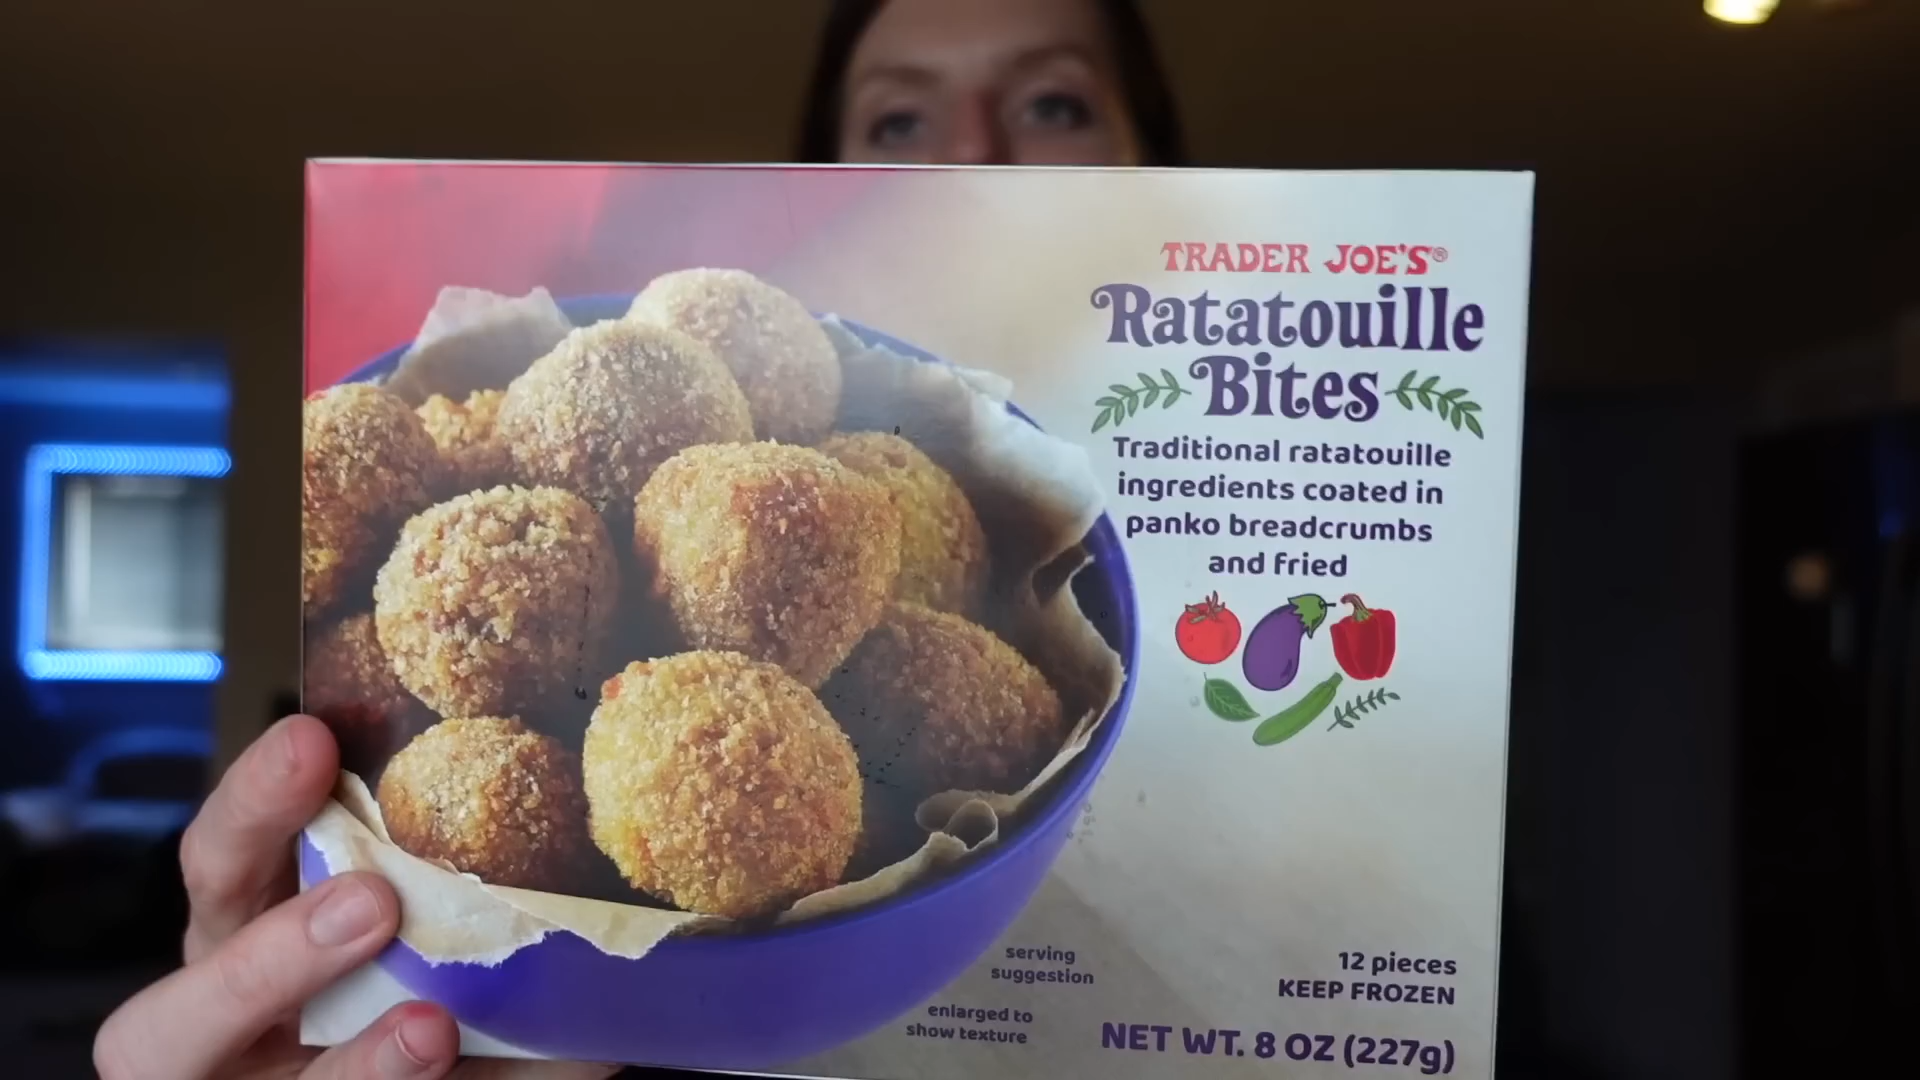 TRADER JOE'S®
Ratatouille
Bites
Traditional ratatouille
ingredients coated in
panko breadcrumbs
and fried
serving
suggestion
enlarged to
show texture
12 pieces
KEEP FROZEN
NET WT. 8 OZ (227g)